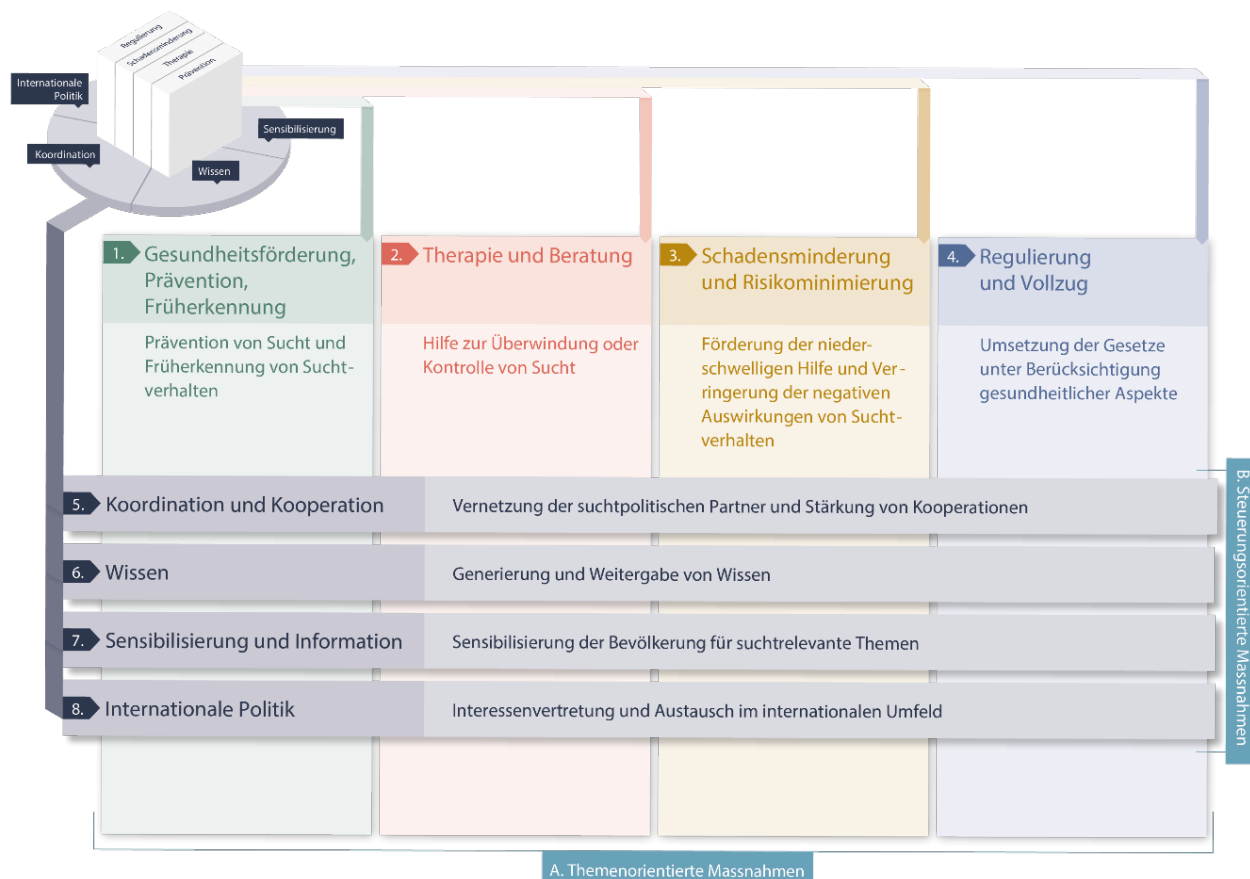 Regulierung
Schadensminderung
Therapie
Prävention
Internationale
Politik
Sensibilisierung
Koordination
Wissen
1. Gesundheitsförderung,
Prävention,
Früherkennung
Prävention von Sucht und
Früherkennung von Sucht-
verhalten
2. Therapie und Beratung
Hilfe zur Überwindung oder
Kontrolle von Sucht
3. Schadensminderung
und Risikominimierung
Förderung der nieder-
schwelligen Hilfe und Ver-
ringerung der negativen
Auswirkungen von Sucht-
verhalten
4. Regulierung
und Vollzug
Umsetzung der Gesetze
unter Berücksichtigung
gesundheitlicher Aspekte
5. Koordination und Kooperation
Vernetzung der suchtpolitischen Partner und Stärkung von Kooperationen
6. Wissen
Generierung und Weitergabe von Wissen
7. Sensibilisierung und Information
Sensibilisierung der Bevölkerung für suchtrelevante Themen
8. Internationale Politik
Interessenvertretung und Austausch im internationalen Umfeld
B. Steuerungsorientierte Massnahmen
A. Themenorientierte Massnahmen